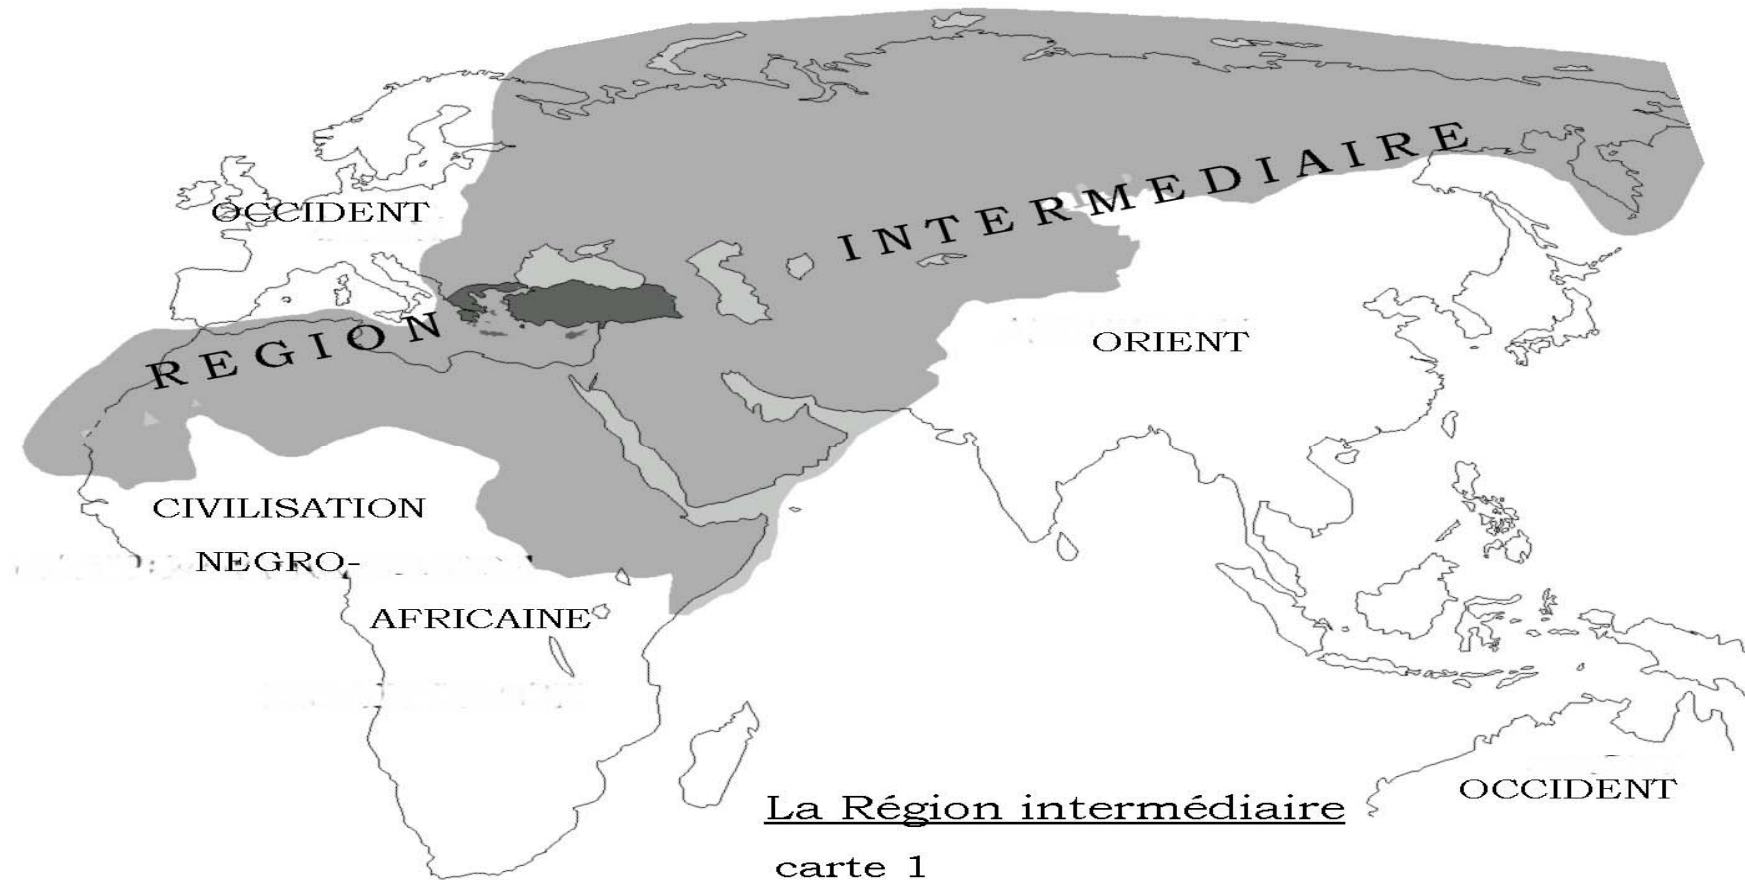 REGION INTERMEDIAIRE
OCCIDENT
ORIENT
CIVILISATION
NEGRO-
AFRICAINE
OCCIDENT
La Région intermédiaire
carte 1